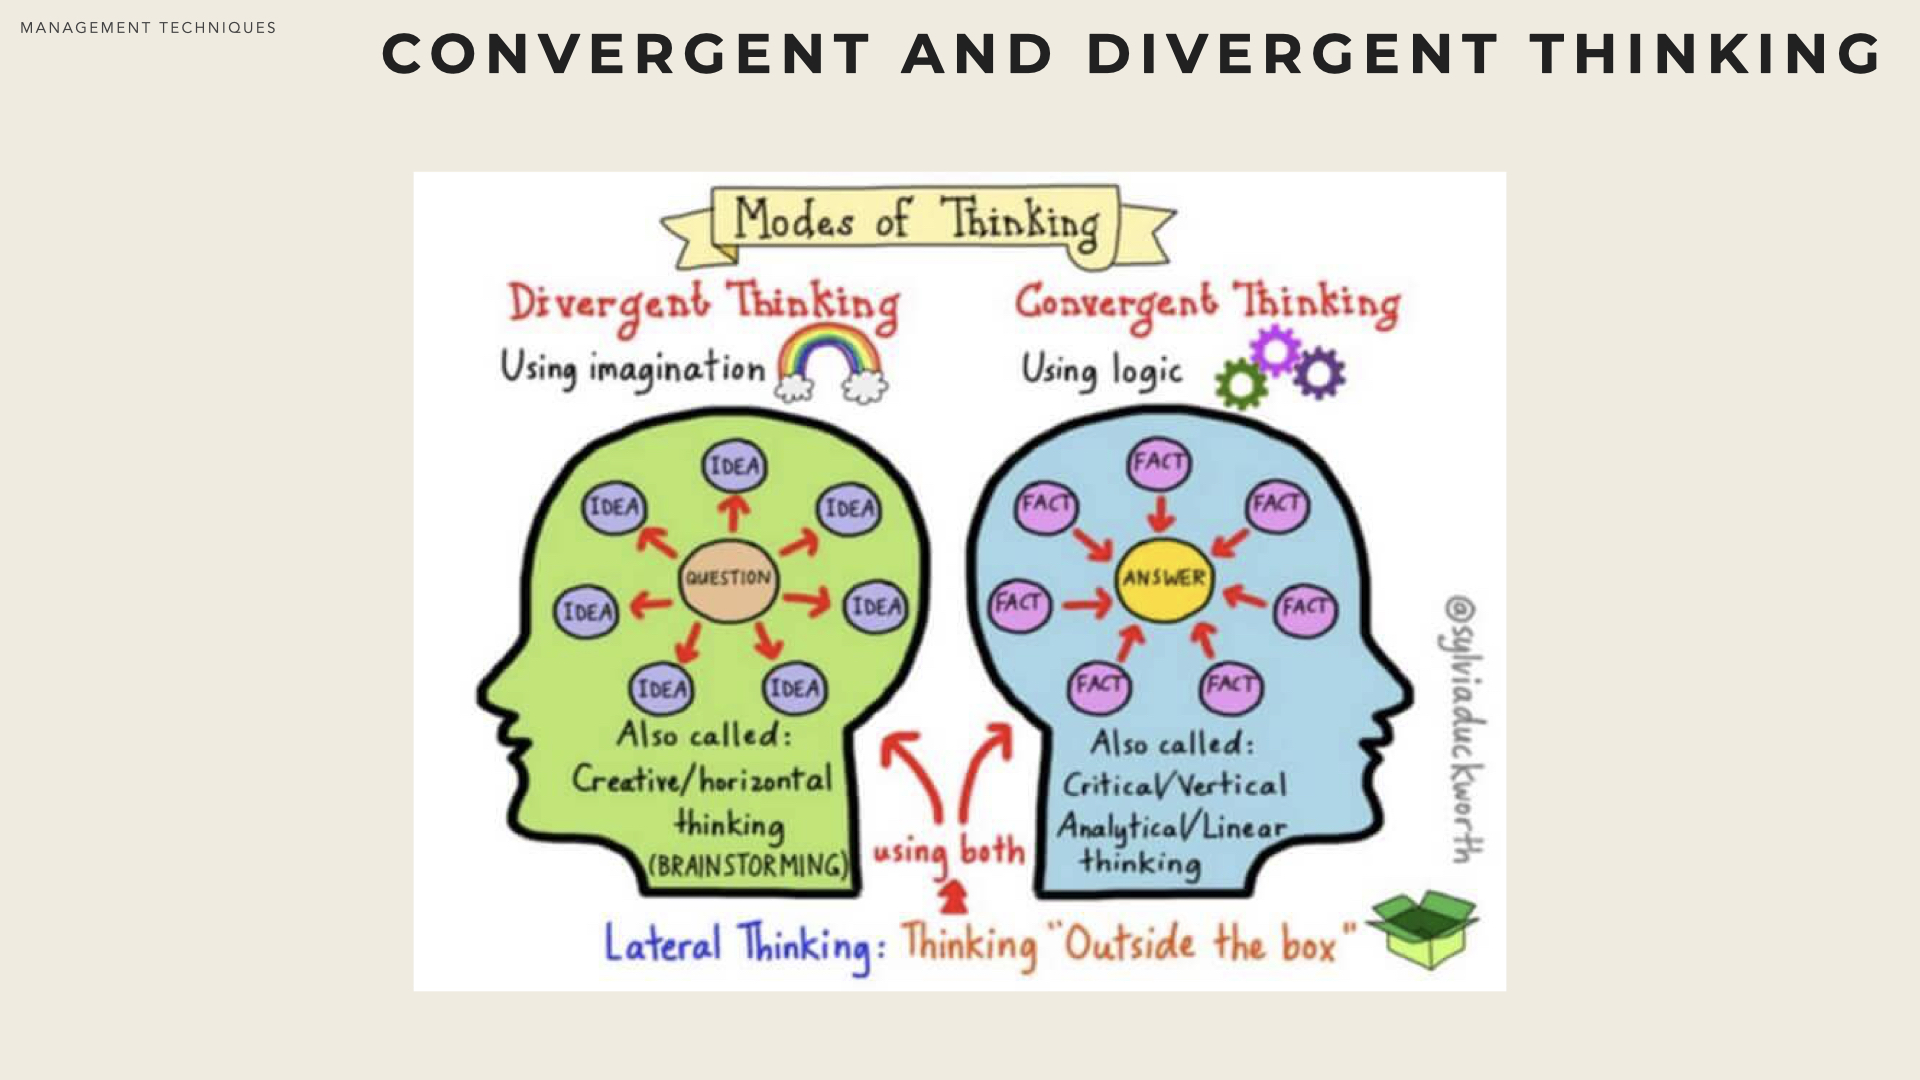 MANAGEMENT TECHNIQUES
CONVERGENT AND DIVERGENT THINKING
Modes of Thinking
Divergent Thinking
Using imagination
IDEA
IDEA
IDEA
QUESTION
IDEA
IDEA
IDEA
IDEA
Also called:
Creative/horizontal
thinking
(BRAINSTORMING)
Convergent Thinking
Using logic
FACT
FACT
FACT
ANSWER
FACT
FACT
FACT
FACT
Also called:
Critical/Vertical
Analytical/Linear
thinking
using both
Lateral Thinking: Thinking "Outside the box"
@sylviaduckworth